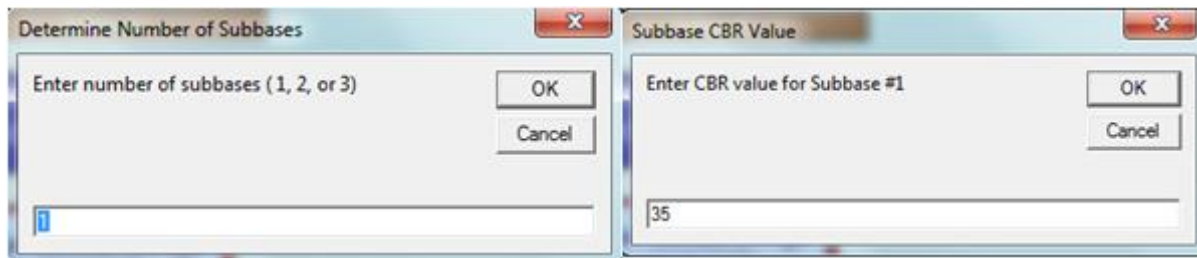 Determine Number of Subbases
Enter number of subbases ( 1, 2, or 3)
OK
Cancel
1
Subbase CBR Value
Enter CBR value for Subbase #1
OK
Cancel
35